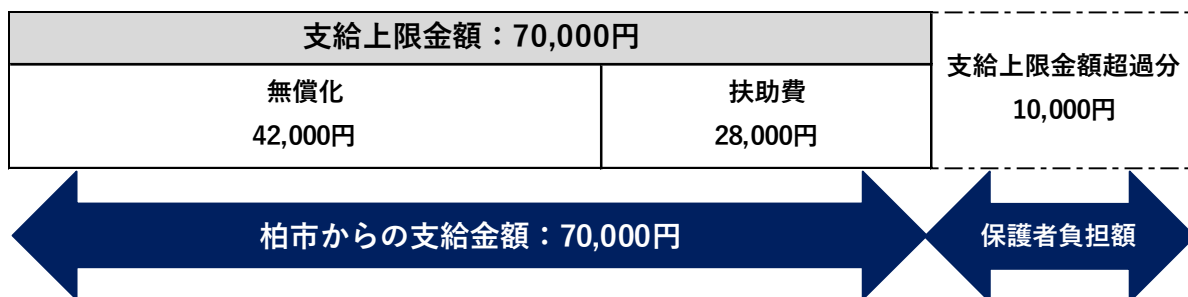 支給上限金額：70,000円
無償化
42,000円
扶助費
28,000円
支給上限金額超過分
10,000円
柏市からの支給金額：70,000円
保護者負担額